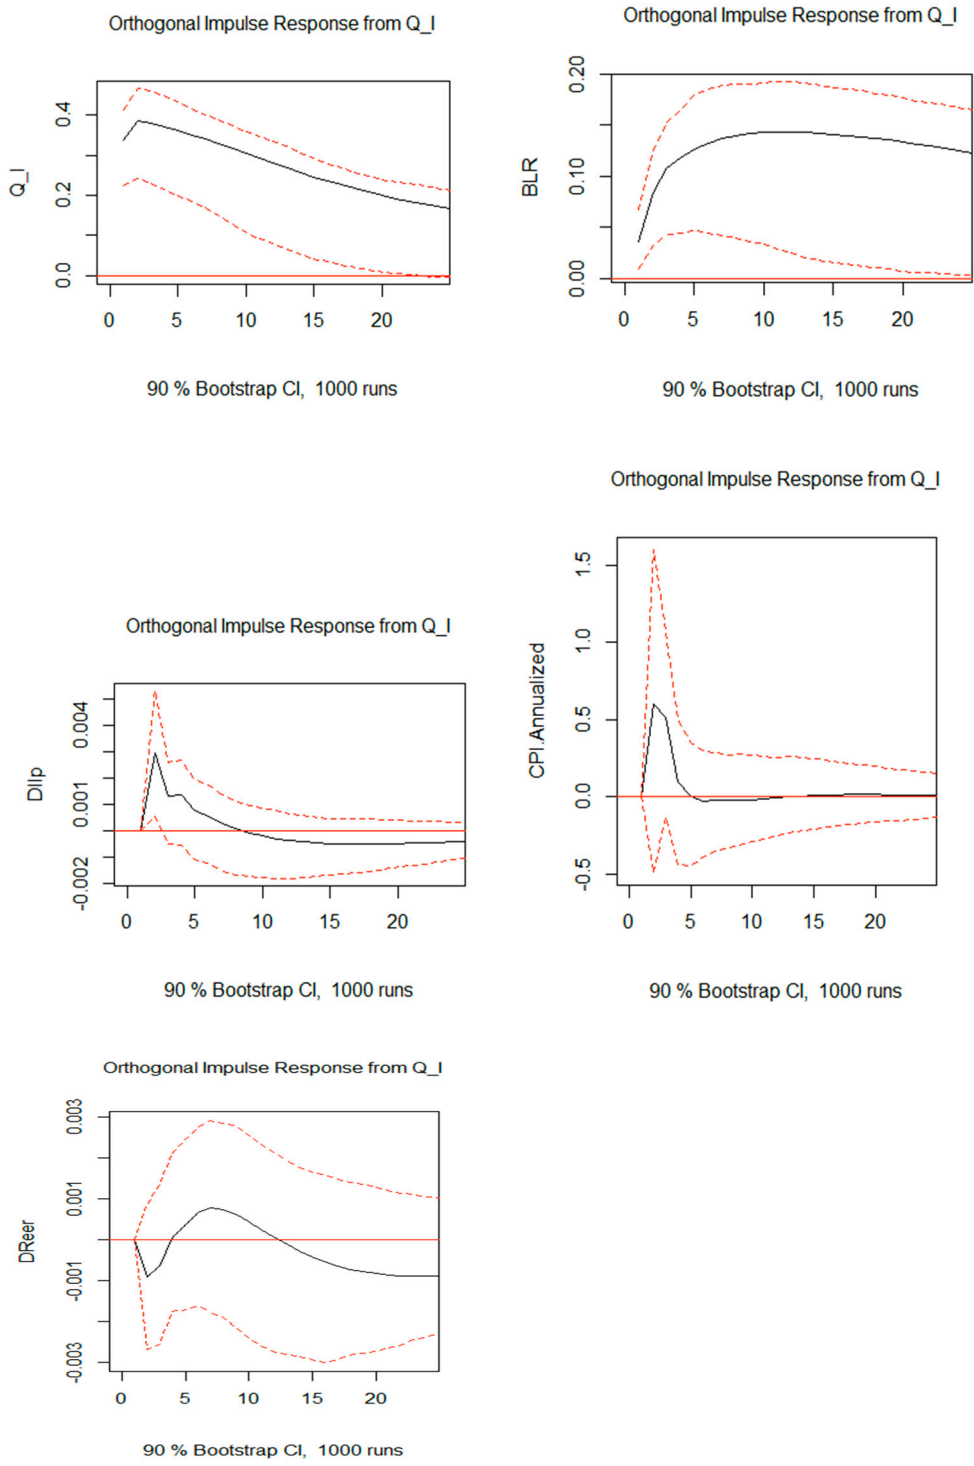 Orthogonal Impulse Response from Q_I
Q_I
0.4
0.2
0.0
0 5 10 15 20
90 % Bootstrap CI, 1000 runs
Orthogonal Impulse Response from Q_I
BLR
0.20
0.10
0.00
0 5 10 15 20
90 % Bootstrap CI, 1000 runs
Orthogonal Impulse Response from Q_I
DIIp
0.004
0.001
-0.002
0 5 10 15 20
90 % Bootstrap CI, 1000 runs
Orthogonal Impulse Response from Q_I
CPI.Annualized
1.5
1.0
0.5
0.0
-0.5
0 5 10 15 20
90 % Bootstrap CI, 1000 runs
Orthogonal Impulse Response from Q_I
DReer
0.003
0.001
-0.001
-0.003
0 5 10 15 20
90 % Bootstrap CI, 1000 runs